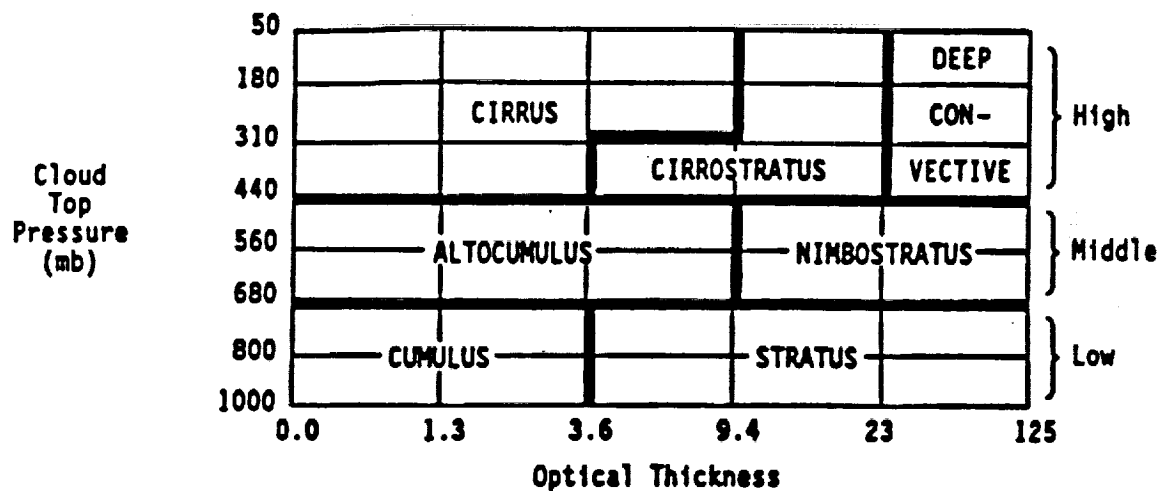 50
DEEP
180
CIRRUS
CON-
High
310
CIRROSTRATUS
VECTIVE
440
Cloud
Top
Pressure
(mb)
560
ALTOCUMULUS
NIMBOSTRATUS
Middle
680
800
CUMULUS
STRATUS
Low
1000
0.0 1.3 3.6 9.4 23 125
Optical Thickness